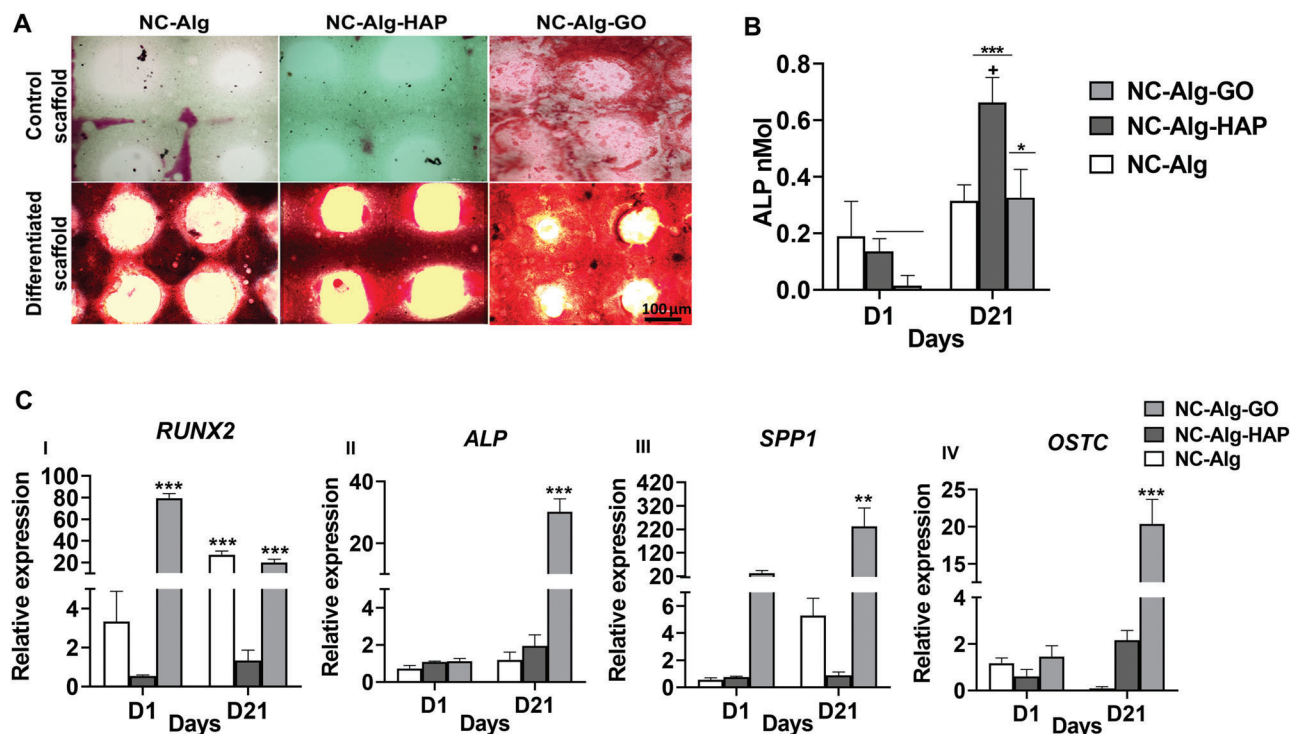 A
NC-Alg
NC-Alg-HAP
NC-Alg-GO
Control
scaffold
Differentiated
scaffold
100 µm
B
***
+
*
0.8
0.6
0.4
0.2
0.0
ALP nMol
D1
D21
Days
NC-Alg-GO
NC-Alg-HAP
NC-Alg
C
NC-Alg-GO
NC-Alg-HAP
NC-Alg
I
RUNX2
Relative expression
100
80
60
40
20
4
2
0
***
***
***
D1
D21
Days
II
ALP
Relative expression
40
20
4
2
0
***
D1
D21
Days
III
SPP1
Relative expression
420
320
220
120
20
6
4
2
0
**
D1
D21
Days
IV
OSTC
Relative expression
25
20
15
4
2
0
***
D1
D21
Days